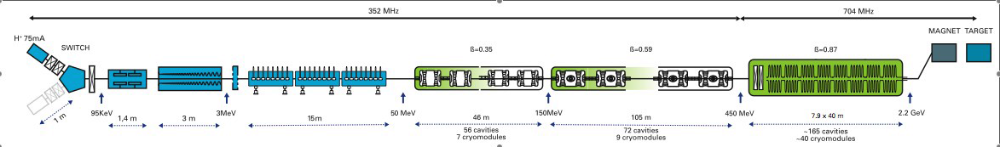 352 MHz
704 MHz
H⁺ 75mA
SWITCH
MAGNET
TARGET
ß=0.35
ß=0.59
ß=0.87
1 m
95KeV
1,4 m
3 m
3MeV
15m
50 MeV
46 m
56 cavities
7 cryomodules
150MeV
105 m
72 cavities
9 cryomodules
450 MeV
7.9 x 40 m
~165 cavities
~40 cryomodules
2.2 GeV